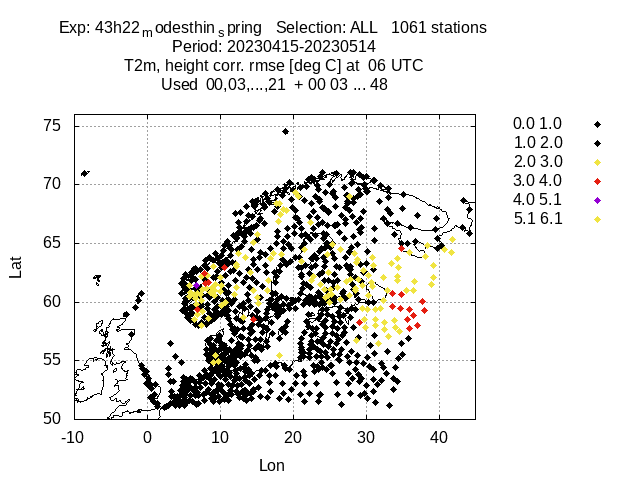 Exp: 43h22modesthinspring Selection: ALL 1061 stations
Period: 20230415-20230514
T2m, height corr. rmse [deg C] at 06 UTC
Used 00,03,...,21 + 00 03 ... 48
75
70
65
60
55
50
-10 0 10 20 30 40
Lat
Lon
0.0 1.0
1.0 2.0
2.0 3.0
3.0 4.0
4.0 5.1
5.1 6.1